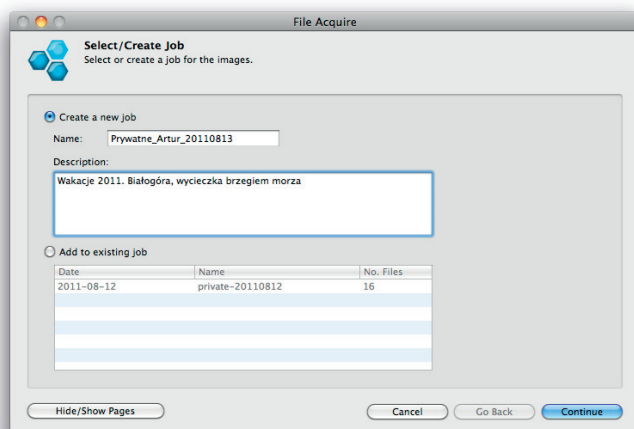 File Acquire
Select/Create Job
Select or create a job for the images.
Create a new job
Name: Prywatne_Artur_20110813
Description:
Wakacje 2011. Białogóra, wycieczka brzegiem morza
Add to existing job
Date Name No. Files
2011-08-12 private-20110812 16
Hide/Show Pages Cancel Go Back Continue